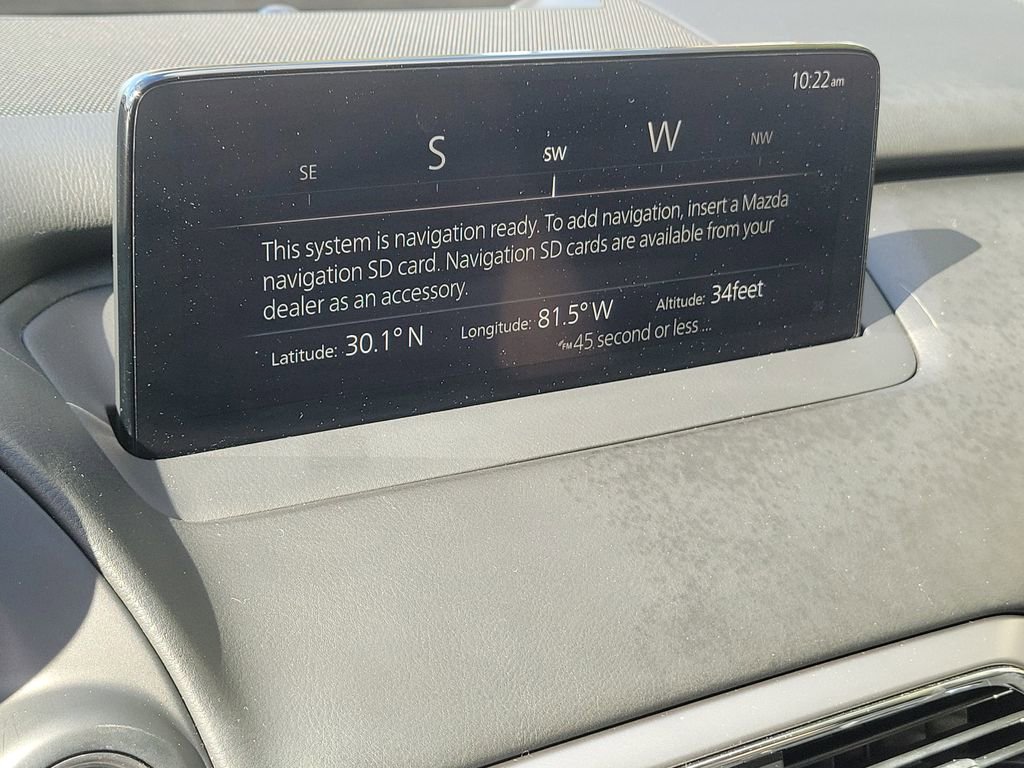 10:22am
SE S SW W NW
This system is navigation ready. To add navigation, insert a Mazda
navigation SD card. Navigation SD cards are available from your
dealer as an accessory.
Latitude: 30.1° N Longitude: 81.5° W Altitude: 34feet
FM 45 second or less ...